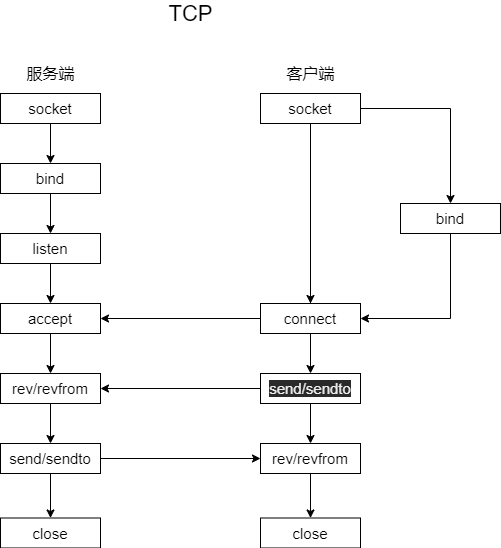 TCP
服务端
客户端
socket
socket
bind
bind
listen
accept
connect
rev/revfrom
send/sendto
send/sendto
rev/revfrom
close
close